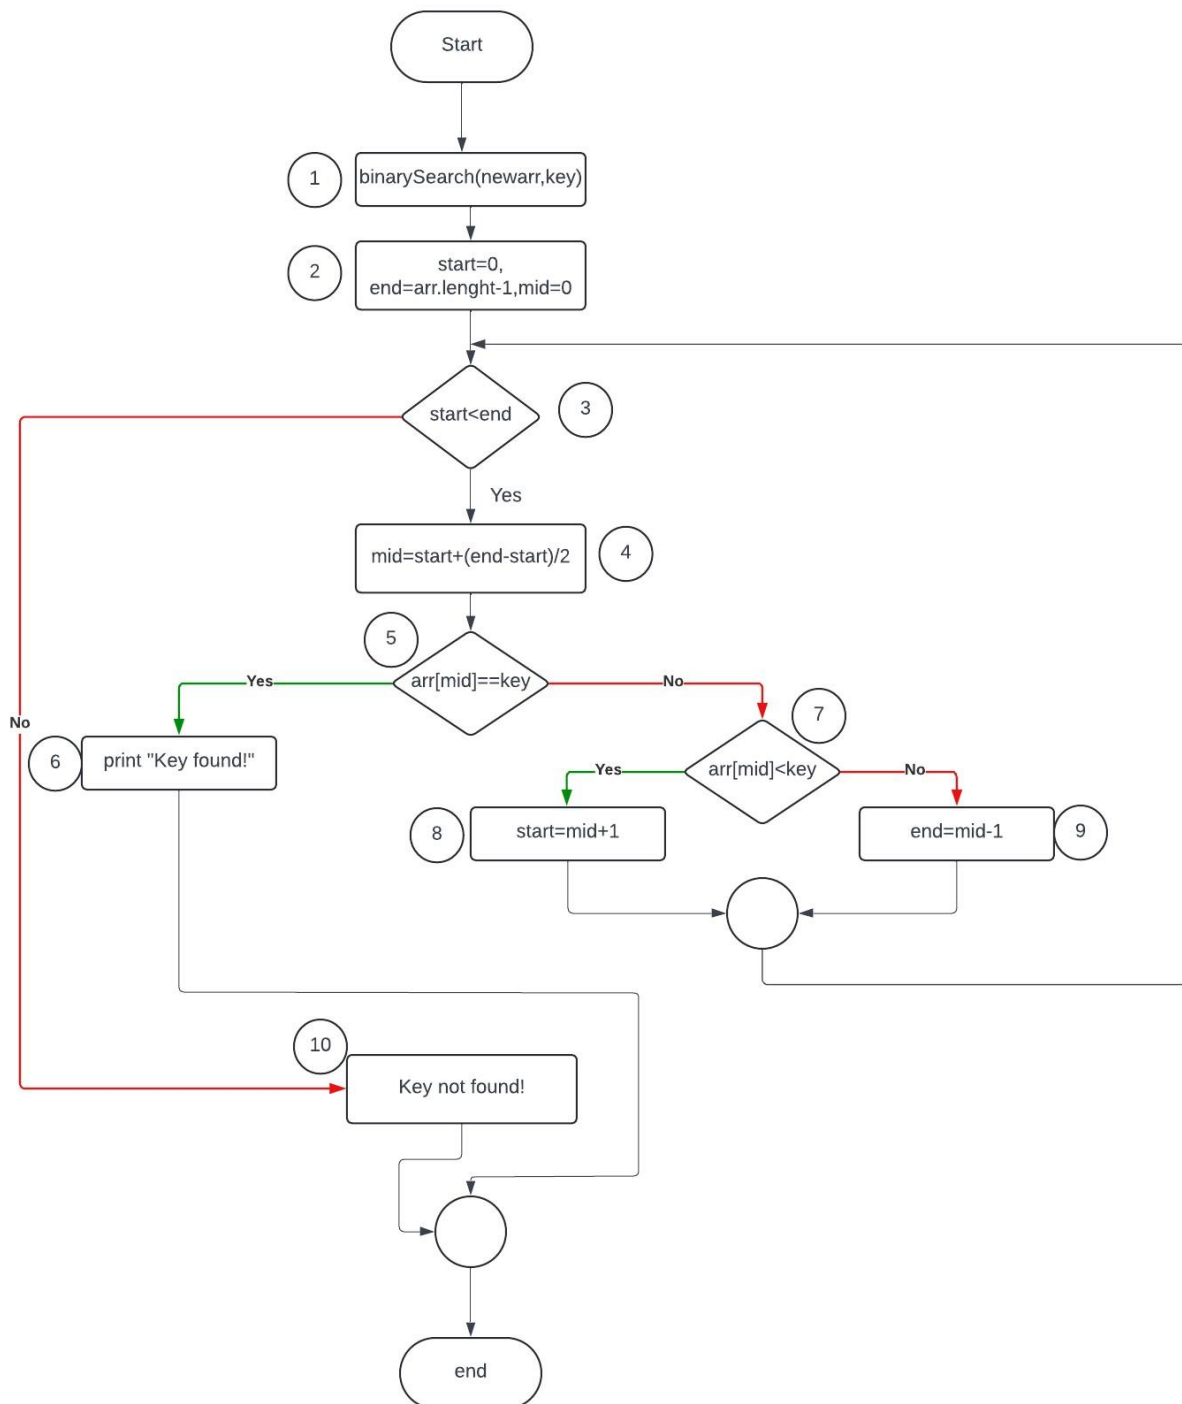 Start
1
binarySearch(newarr,key)
2
start=0,
end=arr.lenght-1,mid=0
start<end
3
Yes
mid=start+(end-start)/2
4
5
arr[mid]==key
Yes
No
No
6
print "Key found!"
7
arr[mid]<key
Yes
No
8
start=mid+1
end=mid-1
9
10
Key not found!
end